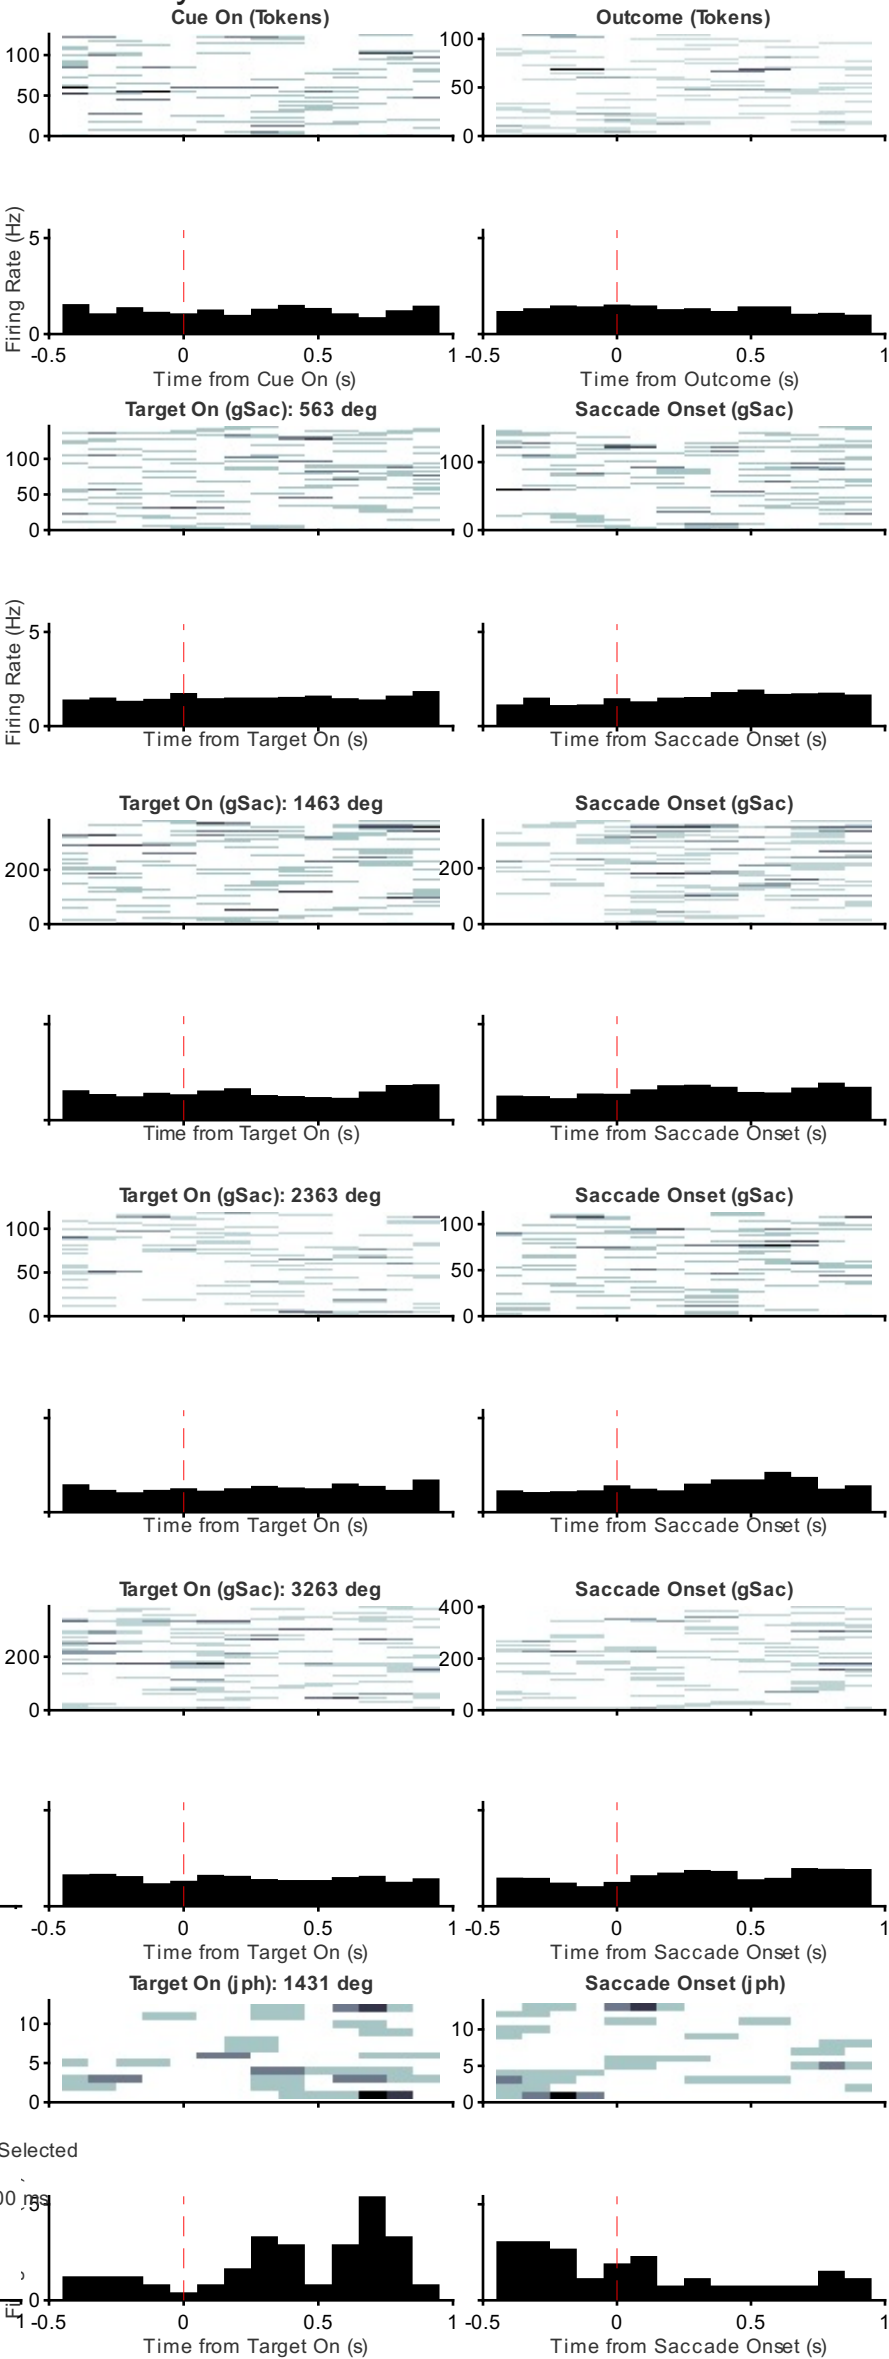 Cue On (Tokens) Outcome (Tokens)
100 100
50 50
0 0
Firing Rate (Hz)
5
0
-0.5 0 0.5 1 -0.5 0 0.5 1
Time from Cue On (s) Time from Outcome (s)
Target On (gSac): 563 deg Saccade Onset (gSac)
100 100
50
0 0
Firing Rate (Hz)
5
0
Time from Target On (s) Time from Saccade Onset (s)
Target On (gSac): 1463 deg Saccade Onset (gSac)
200 200
0 0
Time from Target On (s) Time from Saccade Onset (s)
Target On (gSac): 2363 deg Saccade Onset (gSac)
100 100
50 50
0 0
Time from Target On (s) Time from Saccade Onset (s)
Target On (gSac): 3263 deg Saccade Onset (gSac)
400
200 200
0 0
-0.5 0 0.5 1 -0.5 0 0.5 1
Time from Target On (s) Time from Saccade Onset (s)
Target On (jph): 1431 deg Saccade Onset (jph)
10 10
5 5
0 0
Selected
00 ms
5
0
1 -0.5 0 0.5 1 -0.5 0 0.5 1
Time from Target On (s) Time from Saccade Onset (s)